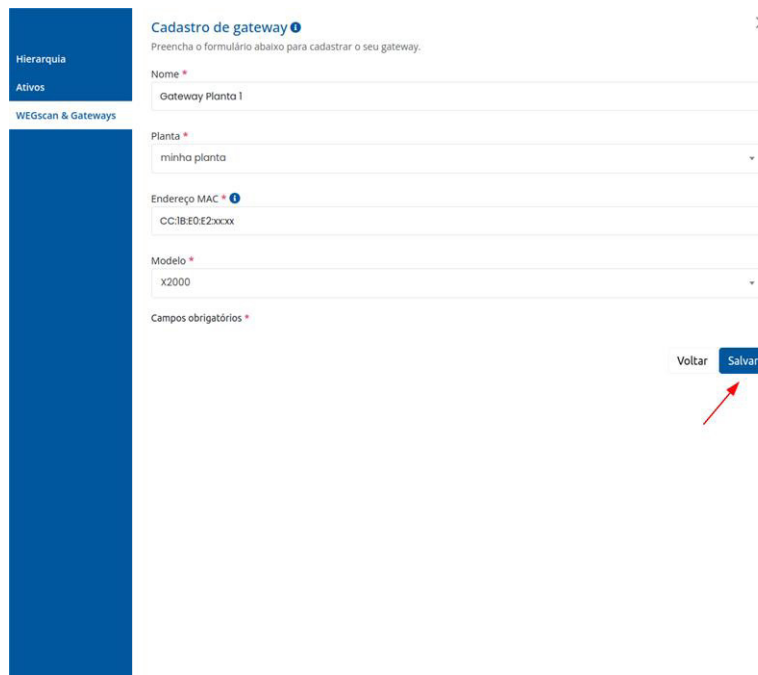 Cadastro de gateway
Preencha o formulário abaixo para cadastrar o seu gateway.
Hierarquia
Ativos
WEGscan & Gateways
Nome *
Gateway Planta 1
Planta *
minha planta
Endereço MAC *
CC:1B:E0:E2:xx:xx
Modelo *
X2000
Campos obrigatórios *
Voltar
Salvar